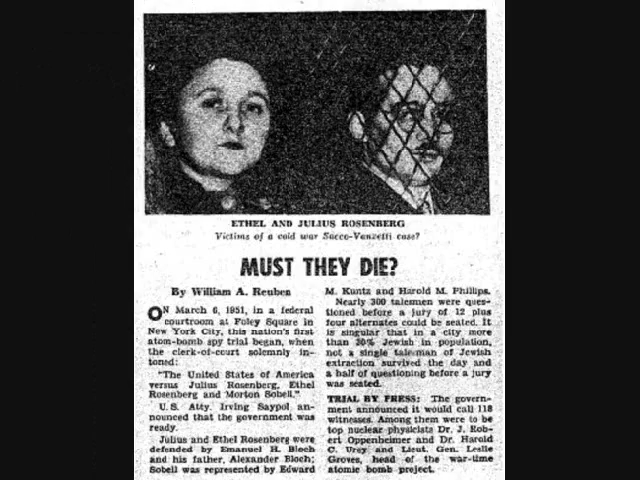 ETHEL AND JULIUS ROSENBERG
Victims of a cold war Sacco-Vanzetti case?
MUST THEY DIE?
By William A. Reuben
ON March 6, 1951, in a federal
courtroom at Foley Square in
New York City, this nation's first
atom-bomb spy trial began, when
the clerk-of-court solemnly in-
toned:
"The United States of America
versus Julius Rosenberg, Ethel
Rosenberg and Morton Sobell."
U.S. Atty. Irving Saypol an-
nounced that the government was
ready.
Julius and Ethel Rosenberg were
defended by Emanuel H. Bloch
and his father, Alexander Bloch;
Sobell was represented by Edward
M. Kuntz and Harold M. Phillips.
Nearly 300 talesmen were ques-
tioned before a jury of 12 plus
four alternates could be seated. It
is singular that in a city more
than 30% Jewish in population,
not a single talesman of Jewish
extraction survived the day and
a half of questioning before a jury
was seated.
TRIAL BY PRESS: The govern-
ment announced it would call 118
witnesses. Among them were to be
top nuclear physicists Dr. J. Rob-
ert Oppenheimer and Dr. Harold
C. Urey and Lieut. Gen. Leslie
Groves, head of the war-time
atomic bomb project.